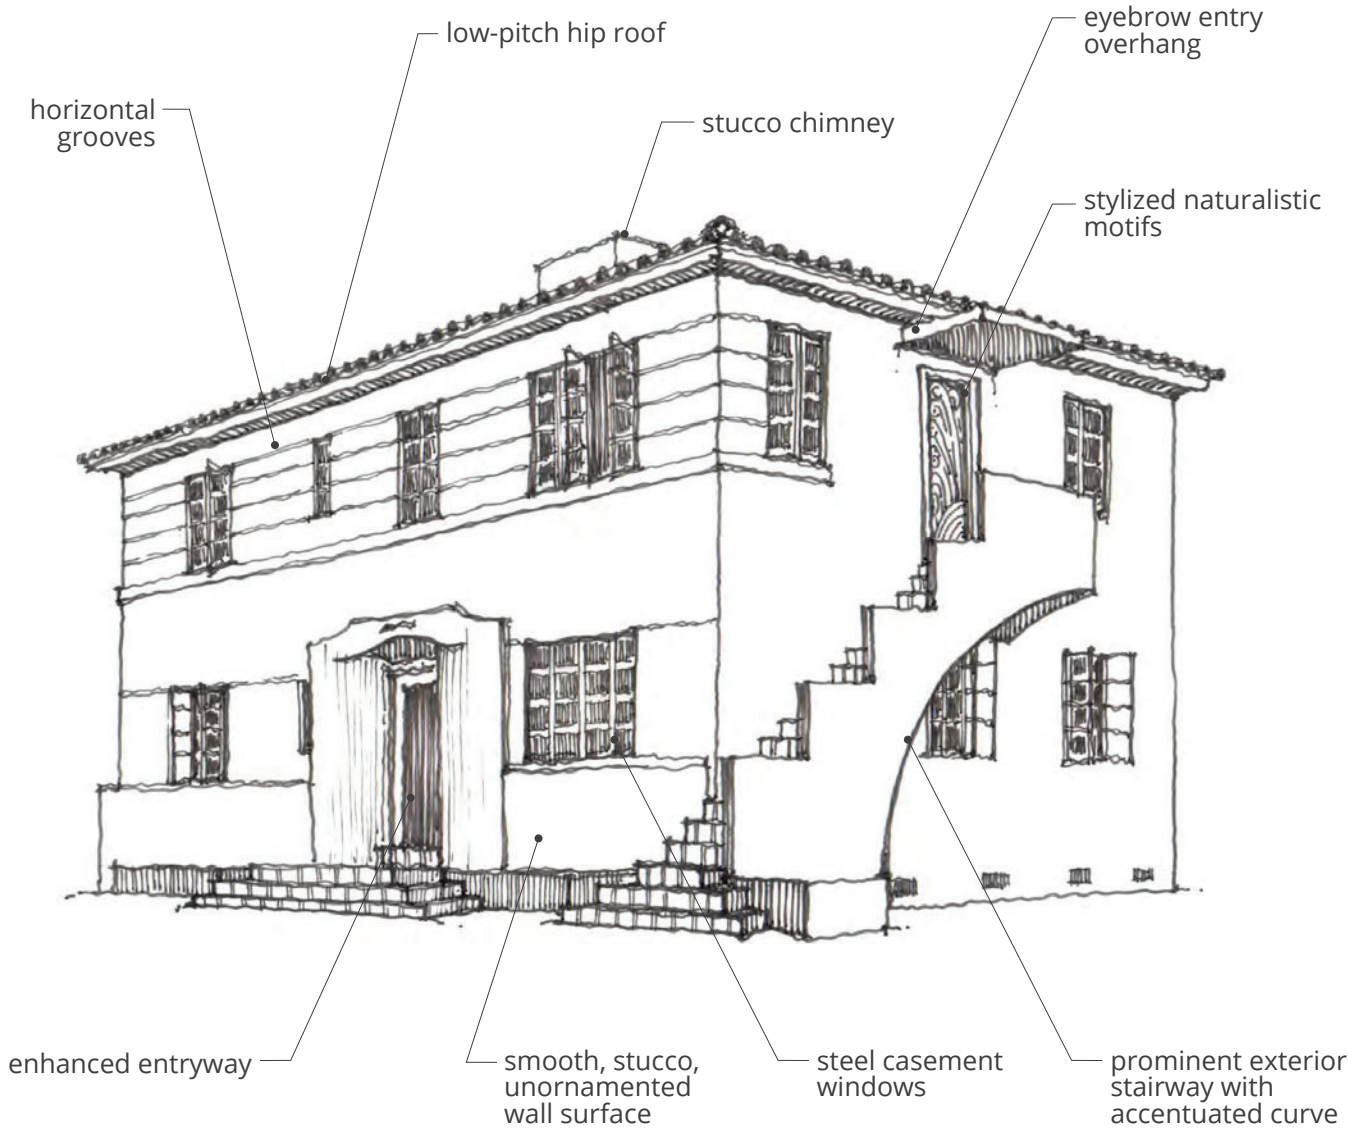 low-pitch hip roof
eyebrow entry
overhang
horizontal
grooves
stucco chimney
stylized naturalistic
motifs
enhanced entryway
smooth, stucco,
unornamented
wall surface
steel casement
windows
prominent exterior
stairway with
accentuated curve